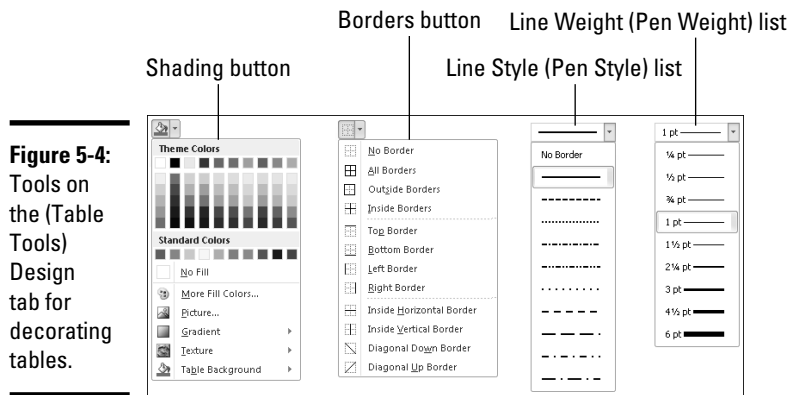 Borders button
Line Weight (Pen Weight) list
Shading button
Line Style (Pen Style) list
Figure 5-4:
Tools on
the (Table
Tools)
Design
tab for
decorating
tables.
Theme Colors
Standard Colors
No Fill
More Fill Colors...
Picture...
Gradient
Texture
Table Background
No Border
All Borders
Outside Borders
Inside Borders
Top Border
Bottom Border
Left Border
Right Border
Inside Horizontal Border
Inside Vertical Border
Diagonal Down Border
Diagonal Up Border
No Border
1 pt
¼ pt
½ pt
¾ pt
1 pt
1½ pt
2¼ pt
3 pt
4½ pt
6 pt